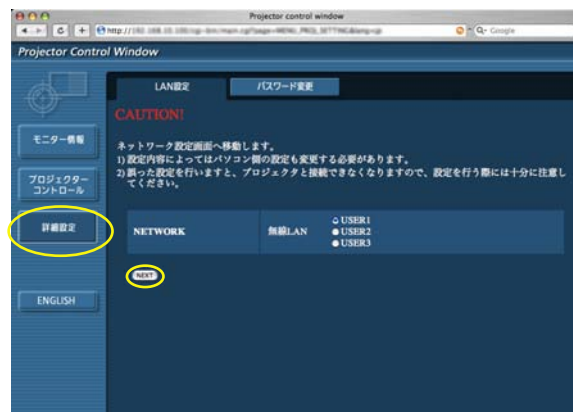 Projector control window
http://
Google
Projector Control Window
LAN設定
パスワード変更
CAUTION!
モニター情報
ネットワーク設定画面へ移動します。
1) 設定内容によってはパソコン側の設定も変更する必要があります。
2) 誤った設定を行いますと、プロジェクタと接続できなくなりますので、設定を行う際には十分に注意し
てください。
プロジェクター
コントロール
詳細設定
NETWORK
無線LAN
USER1
USER2
USER3
NEXT
ENGLISH